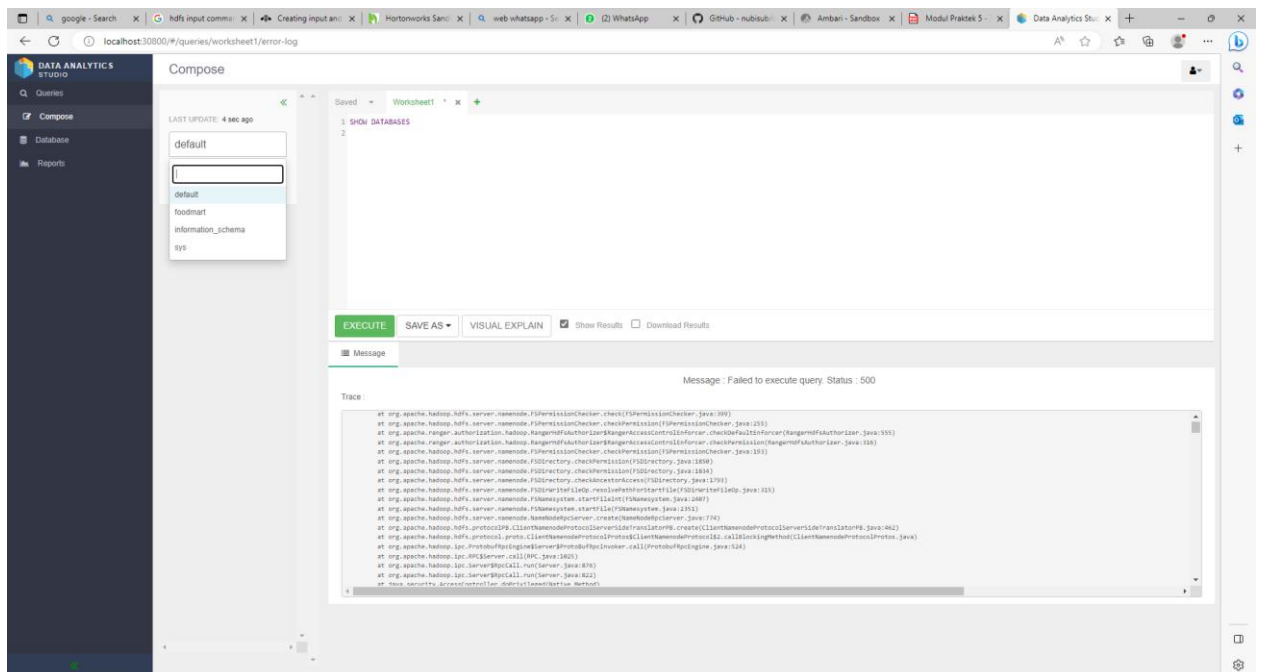 google - Search
hdfs input comma
Creating input and
Hortonworks Sand
web whatsapp - Se
(2) WhatsApp
GitHub - nubisub
Ambari - Sandbox
Modul Praktek 5 -
Data Analytics Stud
localhost:30800/#/queries/worksheet1/error-log
DATA ANALYTICS
STUDIO
Compose
Queries
Compose
Database
Reports
LAST UPDATE: 4 sec ago
default
default
foodmart
information_schema
sys
Saved
Worksheet1 *
1 SHOW DATABASES
2
EXECUTE
SAVE AS
VISUAL EXPLAIN
Show Results
Download Results
Message
Message : Failed to execute query. Status : 500
Trace :
at org.apache.hadoop.hdfs.server.namenode.FSPermissionChecker.check(FSPermissionChecker.java:399)
at org.apache.hadoop.hdfs.server.namenode.FSPermissionChecker.checkPermission(FSPermissionChecker.java:255)
at org.apache.ranger.authorization.hadoop.RangerHdfsAuthorizer$RangerAccessControlEnforcer.checkDefaultEnforcer(RangerHdfsAuthorizer.java:555)
at org.apache.ranger.authorization.hadoop.RangerHdfsAuthorizer$RangerAccessControlEnforcer.checkPermission(RangerHdfsAuthorizer.java:316)
at org.apache.hadoop.hdfs.server.namenode.FSPermissionChecker.checkPermission(FSPermissionChecker.java:193)
at org.apache.hadoop.hdfs.server.namenode.FSDirectory.checkPermission(FSDirectory.java:1850)
at org.apache.hadoop.hdfs.server.namenode.FSDirectory.checkPermission(FSDirectory.java:1834)
at org.apache.hadoop.hdfs.server.namenode.FSDirectory.checkAncestorAccess(FSDirectory.java:1793)
at org.apache.hadoop.hdfs.server.namenode.FSDirWriteFileOp.resolvePathForStartFile(FSDirWriteFileOp.java:315)
at org.apache.hadoop.hdfs.server.namenode.FSNamesystem.startFileInt(FSNamesystem.java:2407)
at org.apache.hadoop.hdfs.server.namenode.FSNamesystem.startFile(FSNamesystem.java:2351)
at org.apache.hadoop.hdfs.server.namenode.NameNodeRpcServer.create(NameNodeRpcServer.java:774)
at org.apache.hadoop.hdfs.protocolPB.ClientNamenodeProtocolServerSideTranslatorPB.create(ClientNamenodeProtocolServerSideTranslatorPB.java:462)
at org.apache.hadoop.hdfs.protocol.proto.ClientNamenodeProtocolProtos$ClientNamenodeProtocol$2.callBlockingMethod(ClientNamenodeProtocolProtos.java)
at org.apache.hadoop.ipc.ProtobufRpcEngine$Server$ProtoBufRpcInvoker.call(ProtobufRpcEngine.java:524)
at org.apache.hadoop.ipc.RPC$Server.call(RPC.java:1025)
at org.apache.hadoop.ipc.Server$RpcCall.run(Server.java:876)
at org.apache.hadoop.ipc.Server$RpcCall.run(Server.java:822)
at java.security.AccessController.doPrivileged(Native Method)